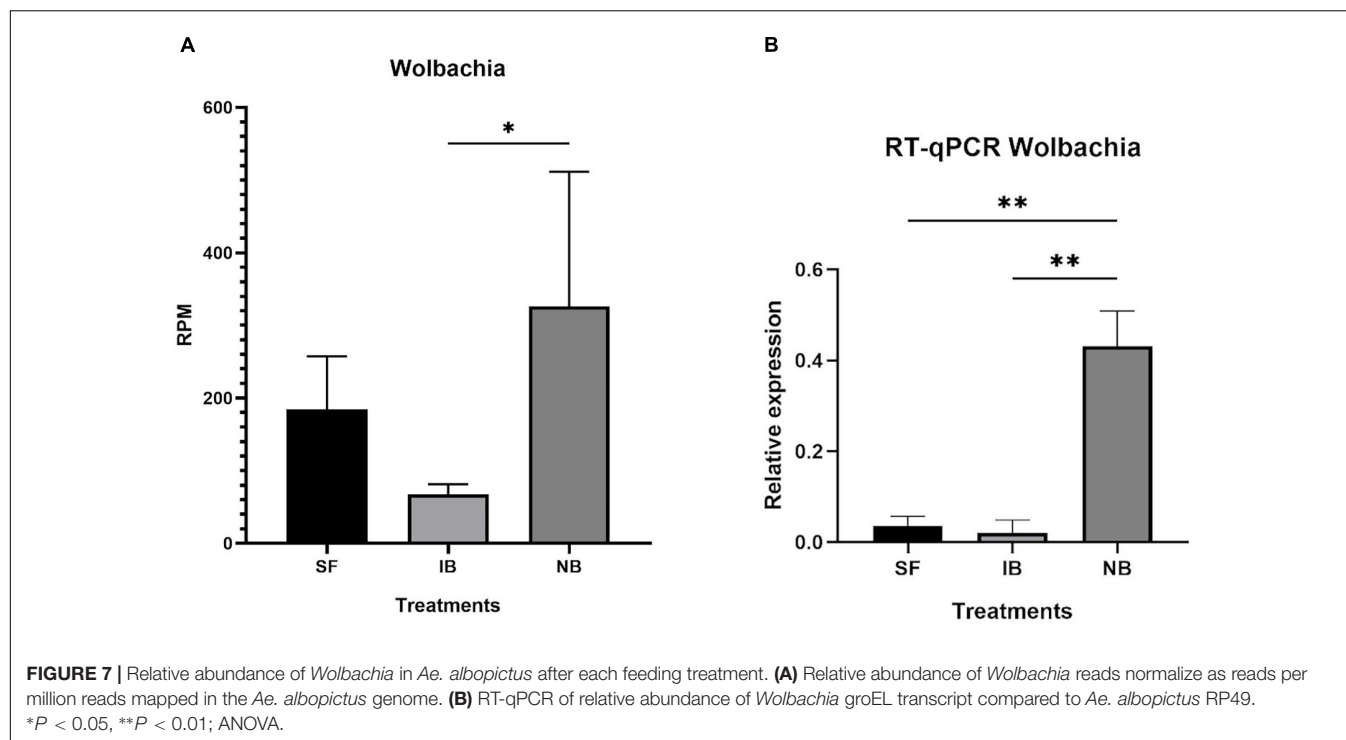 A
Wolbachia
600
400
200
0
RPM
*
SF
IB
NB
Treatments
B
RT-qPCR Wolbachia
**
**
0.6
0.4
0.2
0.0
Relative expression
SF
IB
NB
Treatments
FIGURE 7 | Relative abundance of Wolbachia in Ae. albopictus after each feeding treatment. (A) Relative abundance of Wolbachia reads normalize as reads per
million reads mapped in the Ae. albopictus genome. (B) RT-qPCR of relative abundance of Wolbachia groEL transcript compared to Ae. albopictus RP49.
*P < 0.05, **P < 0.01; ANOVA.